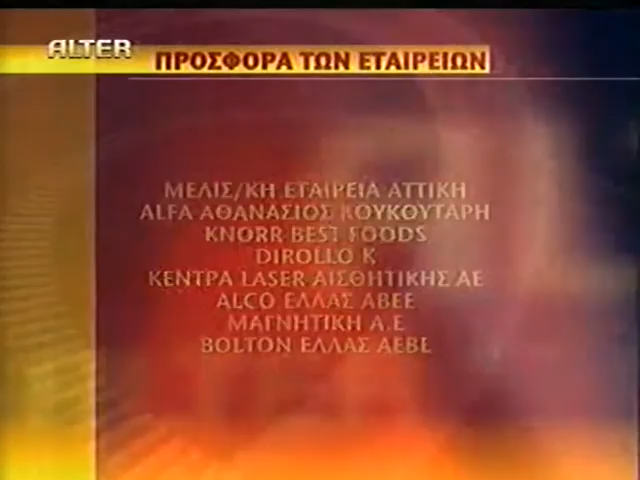 ALTER
ΠΡΟΣΦΟΡΑ ΤΩΝ ΕΤΑΙΡΕΙΩΝ
ΜΕΛΙΣ/ΚΗ ΕΤΑΙΡΕΙΑ ΑΤΤΙΚΗ
ALFA ΑΘΑΝΑΣΙΟΣ ΚΟΥΚΟΥΤΑΡΗ
KNORR BEST FOODS
DIROLLO K
ΚΕΝΤΡΑ LASER ΑΙΣΘΗΤΙΚΗΣ ΑΕ
ALCO ΕΛΛΑΣ ΑΒΕΕ
ΜΑΓΝΗΤΙΚΗ Α.Ε
BOLTON ΕΛΛΑΣ ΑΕΒΕ